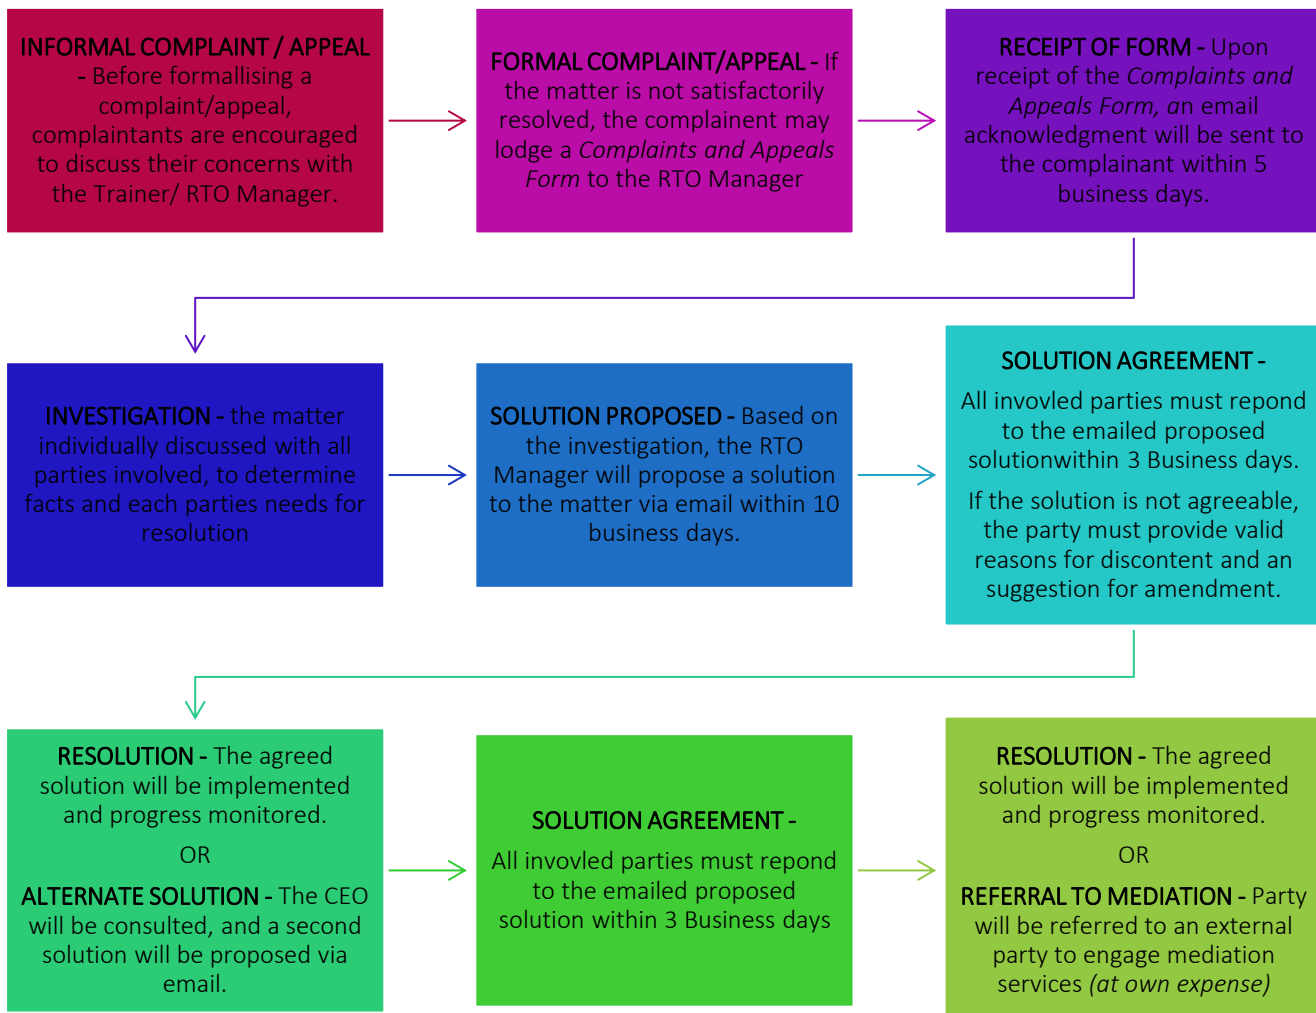 INFORMAL COMPLAINT / APPEAL
- Before formallising a
complaint/appeal,
complaintants are encouraged
to discuss their concerns with
the Trainer/ RTO Manager.
FORMAL COMPLAINT/APPEAL - If
the matter is not satisfactorily
resolved, the complainent may
lodge a Complaints and Appeals
Form to the RTO Manager
RECEIPT OF FORM - Upon
receipt of the Complaints and
Appeals Form, an email
acknowledgment will be sent to
the complainant within 5
business days.
INVESTIGATION - the matter
individually discussed with all
parties involved, to determine
facts and each parties needs for
resolution
SOLUTION PROPOSED - Based on
the investigation, the RTO
Manager will propose a solution
to the matter via email within 10
business days.
SOLUTION AGREEMENT -
All invovled parties must repond
to the emailed proposed
solutionwithin 3 Business days.
If the solution is not agreeable,
the party must provide valid
reasons for discontent and an
suggestion for amendment.
RESOLUTION - The agreed
solution will be implemented
and progress monitored.
OR
ALTERNATE SOLUTION - The CEO
will be consulted, and a second
solution will be proposed via
email.
SOLUTION AGREEMENT -
All invovled parties must repond
to the emailed proposed
solution within 3 Business days
RESOLUTION - The agreed
solution will be implemented
and progress monitored.
OR
REFERRAL TO MEDIATION - Party
will be referred to an external
party to engage mediation
services (at own expense)